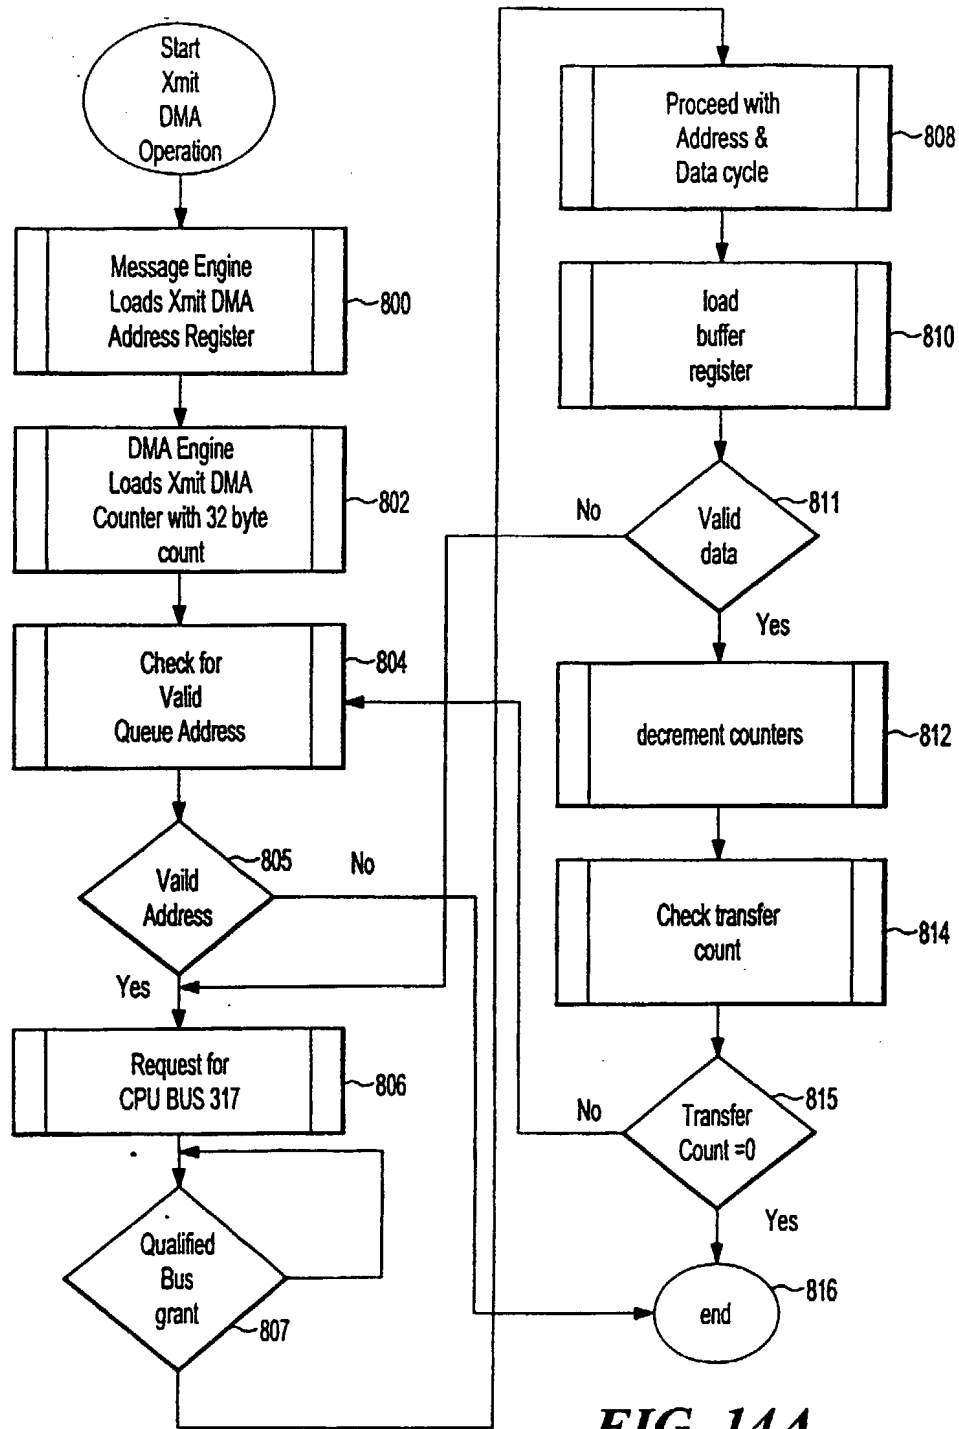 Start
Xmit
DMA
Operation
Message Engine
Loads Xmit DMA
Address Register
800
DMA Engine
Loads Xmit DMA
Counter with 32 byte
count
802
Check for
Valid
Queue Address
804
Vaild
Address
805
No
Yes
Request for
CPU BUS 317
806
Qualified
Bus
grant
807
Proceed with
Address &
Data cycle
808
load
buffer
register
810
Valid
data
811
No
Yes
decrement counters
812
Check transfer
count
814
Transfer
Count =0
815
No
Yes
end
816
FIG. 14A